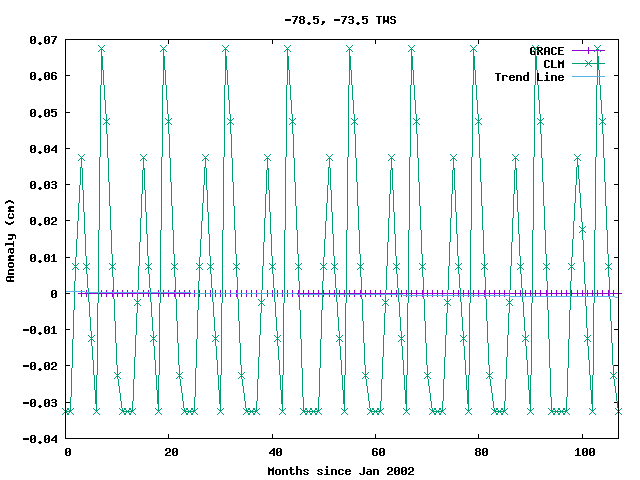 -78.5, -73.5 TWS
GRACE
CLM
Trend Line
0.07
0.06
0.05
0.04
0.03
0.02
0.01
0
-0.01
-0.02
-0.03
-0.04
Anomaly (cm)
0 20 40 60 80 100
Months since Jan 2002